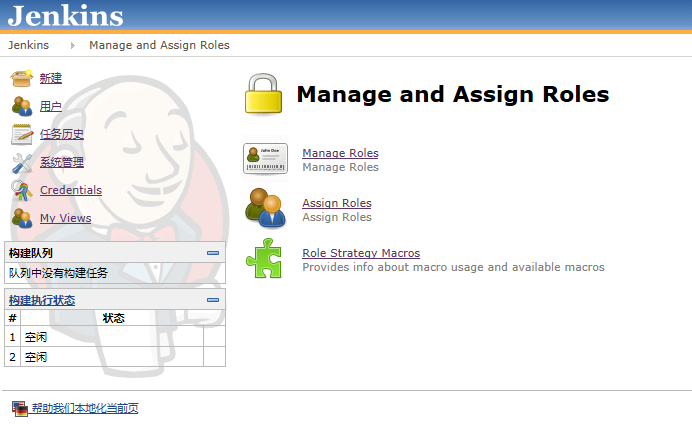 Jenkins
Jenkins Manage and Assign Roles
新建
用户
任务历史
系统管理
Credentials
My Views
构建队列
队列中没有构建任务
构建执行状态
# 状态
1 空闲
2 空闲
Manage and Assign Roles
John Doe
Manage Roles
Manage Roles
Assign Roles
Assign Roles
Role Strategy Macros
Provides info about macro usage and available macros
帮助我们本地化当前页